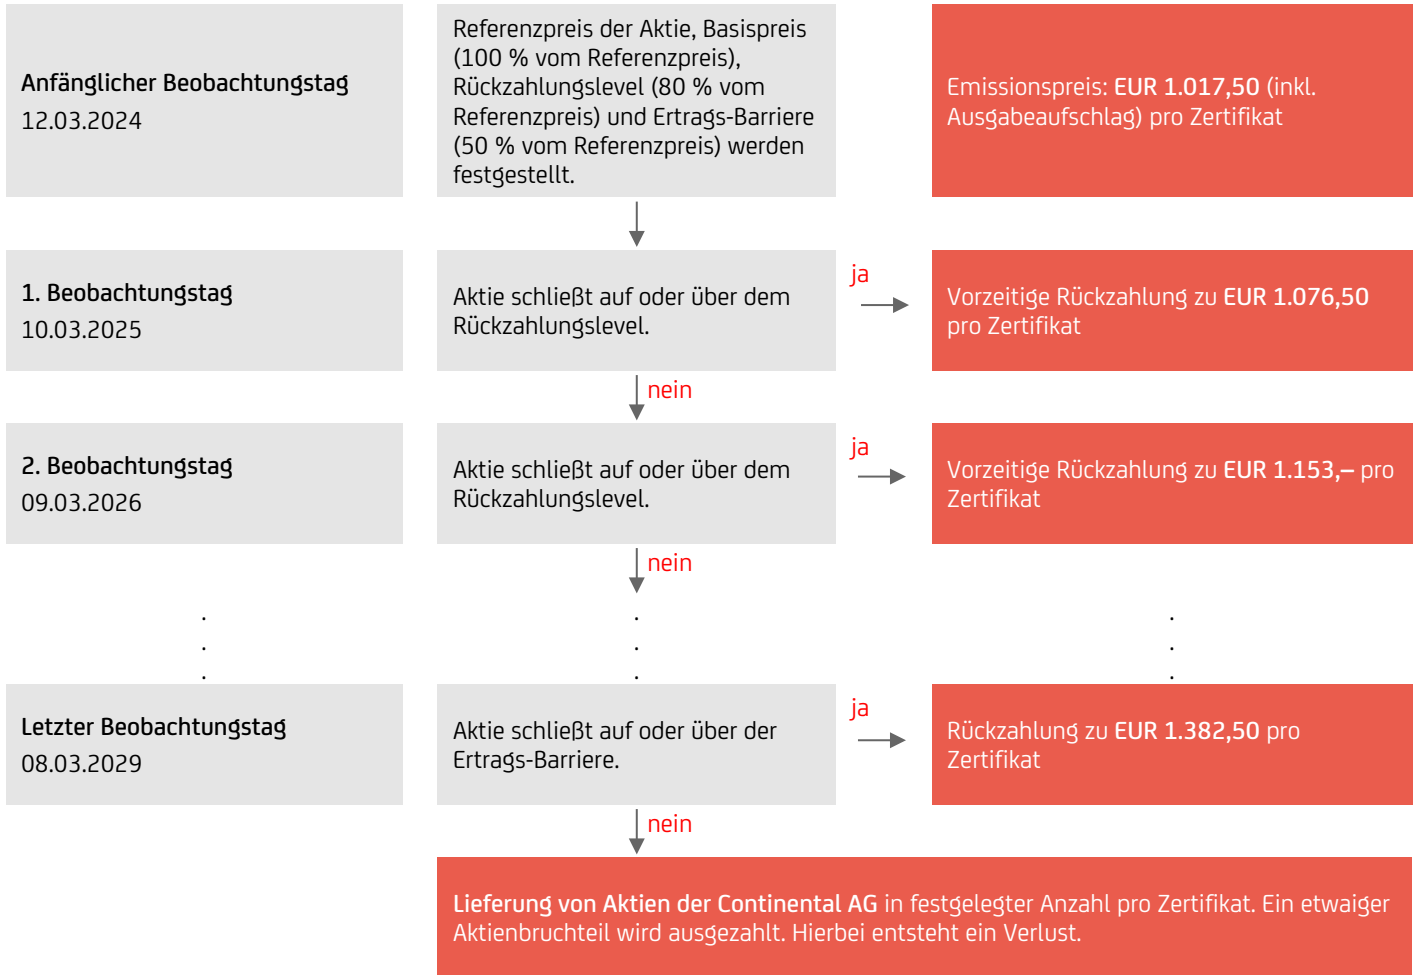 Anfänglicher Beobachtungstag
12.03.2024
Referenzpreis der Aktie, Basispreis
(100 % vom Referenzpreis),
Rückzahlungslevel (80 % vom
Referenzpreis) und Ertrags-Barriere
(50 % vom Referenzpreis) werden
festgestellt.
Emissionspreis: EUR 1.017,50 (inkl.
Ausgabeaufschlag) pro Zertifikat
1. Beobachtungstag
10.03.2025
Aktie schließt auf oder über dem
Rückzahlungslevel.
ja
Vorzeitige Rückzahlung zu EUR 1.076,50
pro Zertifikat
nein
2. Beobachtungstag
09.03.2026
Aktie schließt auf oder über dem
Rückzahlungslevel.
ja
Vorzeitige Rückzahlung zu EUR 1.153,– pro
Zertifikat
nein
. . .
. . .
. . .
Letzter Beobachtungstag
08.03.2029
Aktie schließt auf oder über der
Ertrags-Barriere.
ja
Rückzahlung zu EUR 1.382,50 pro
Zertifikat
nein
Lieferung von Aktien der Continental AG in festgelegter Anzahl pro Zertifikat. Ein etwaiger
Aktienbruchteil wird ausgezahlt. Hierbei entsteht ein Verlust.